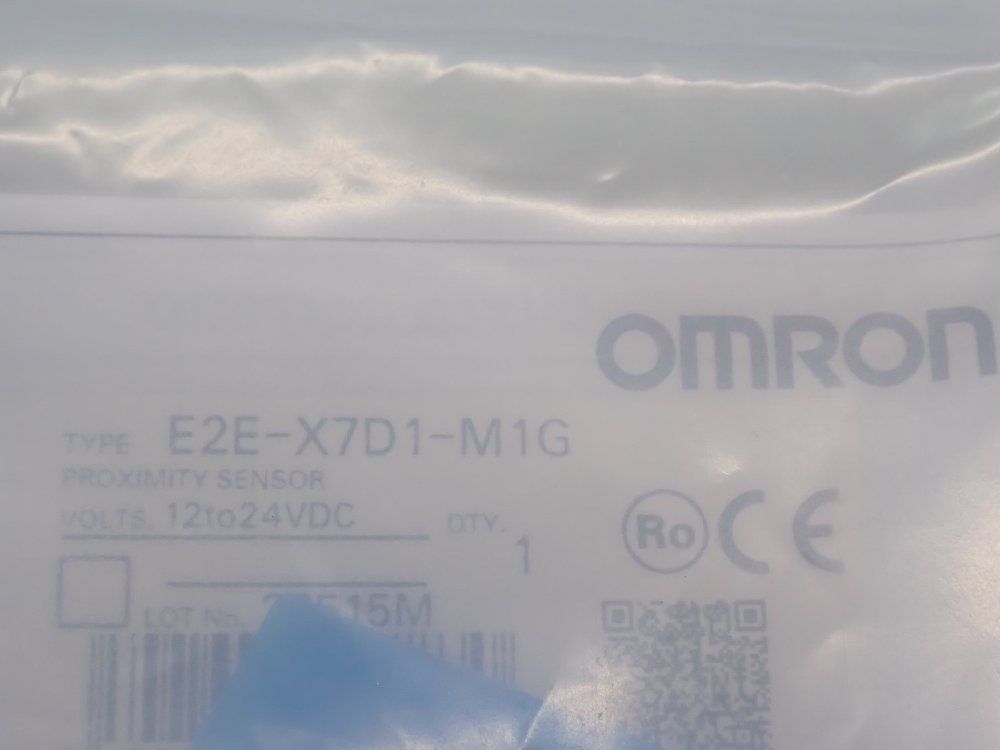 OMRON
TYPE E2E-X7D1-M1G
PROXIMITY SENSOR
VOLTS. 12to24VDC
QTY. 1
Ro CE
LOT No.